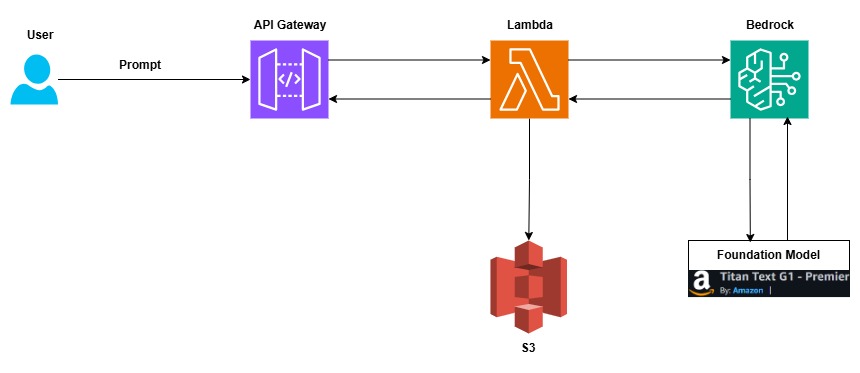 User
API Gateway
Lambda
Bedrock
Prompt
</>
Foundation Model
a
Titan Text G1 - Premier
By: Amazon |
S3